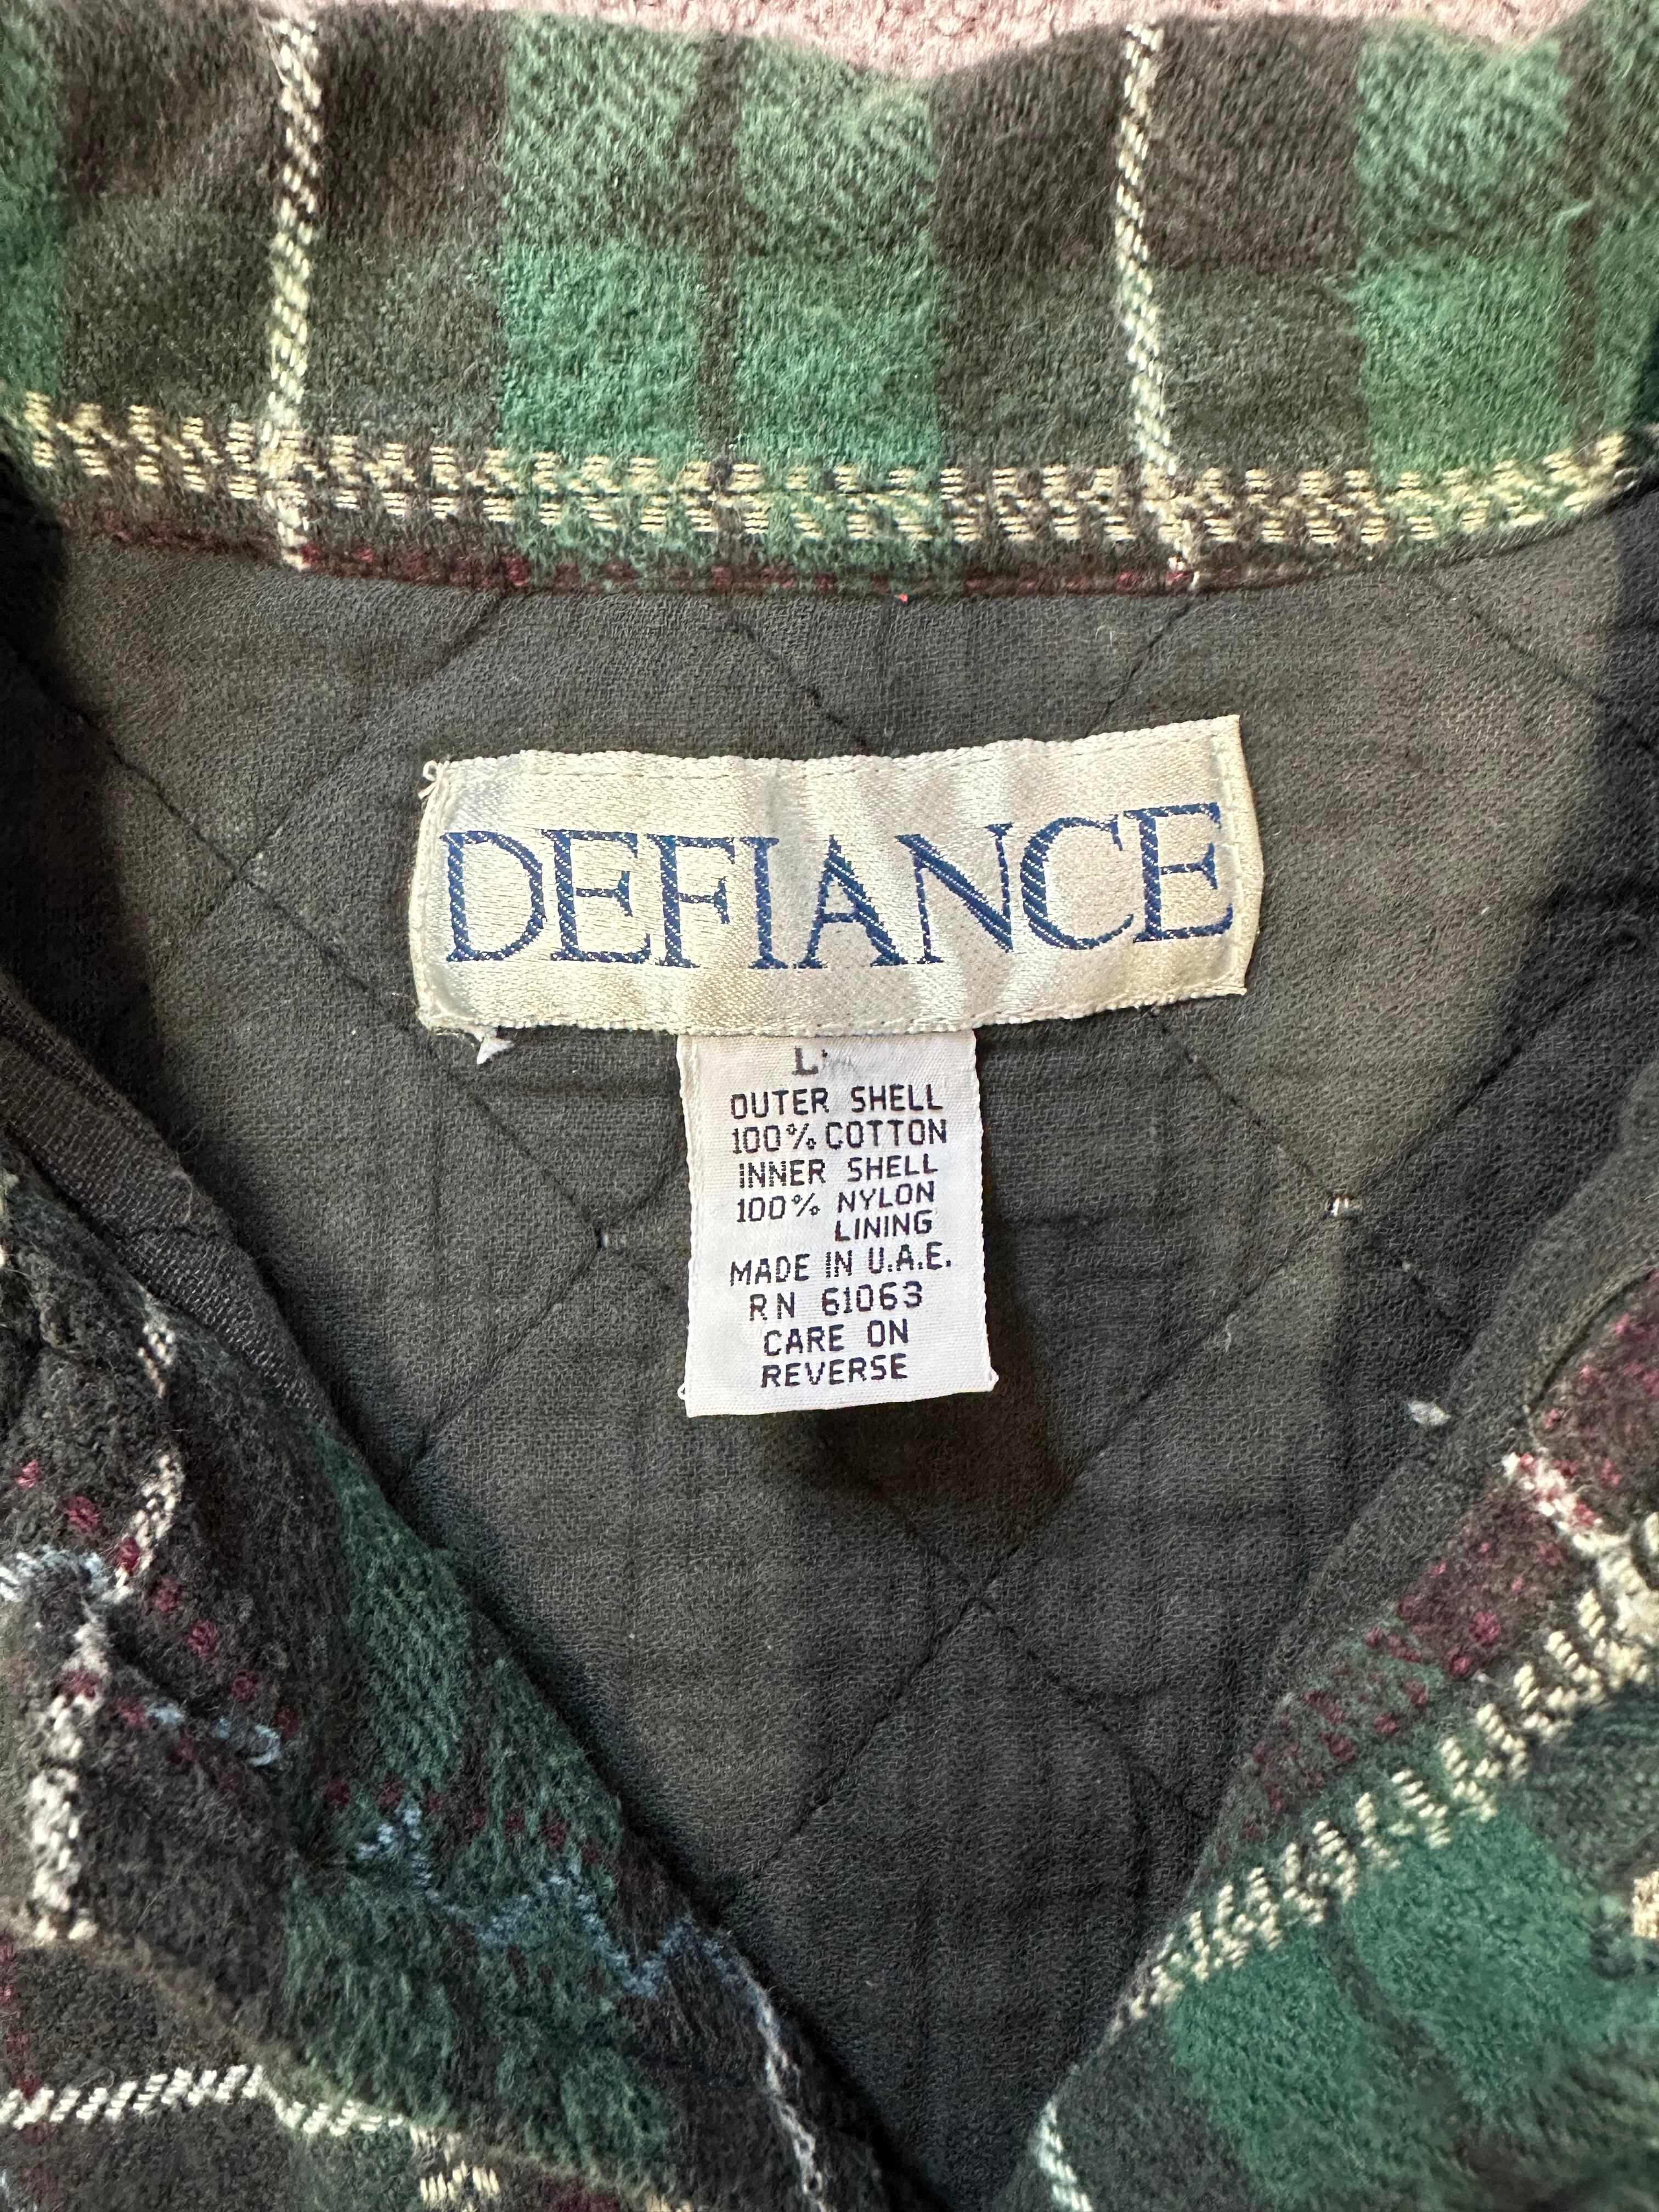 DEFIANCE
L
OUTER SHELL
100% COTTON
INNER SHELL
100% NYLON
LINING
MADE IN U.A.E.
RN 61063
CARE ON
REVERSE